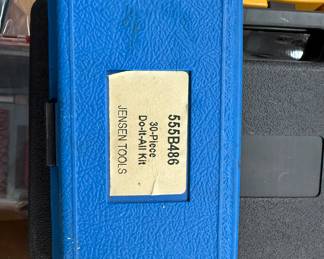 555B486
30-Piece
Do-It-All Kit
JENSEN TOOLS